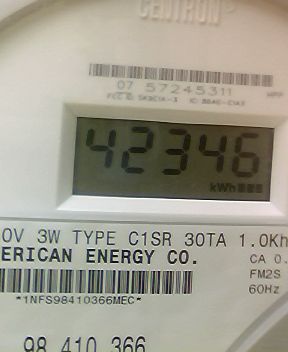 CENTRON
07 57245311
42346
kWh
0V 3W TYPE C1SR 30TA 1.0Kh
ERICAN ENERGY CO.
CA 0.
FM2S
60Hz
*1NFS98410366MEC*
98 410 366